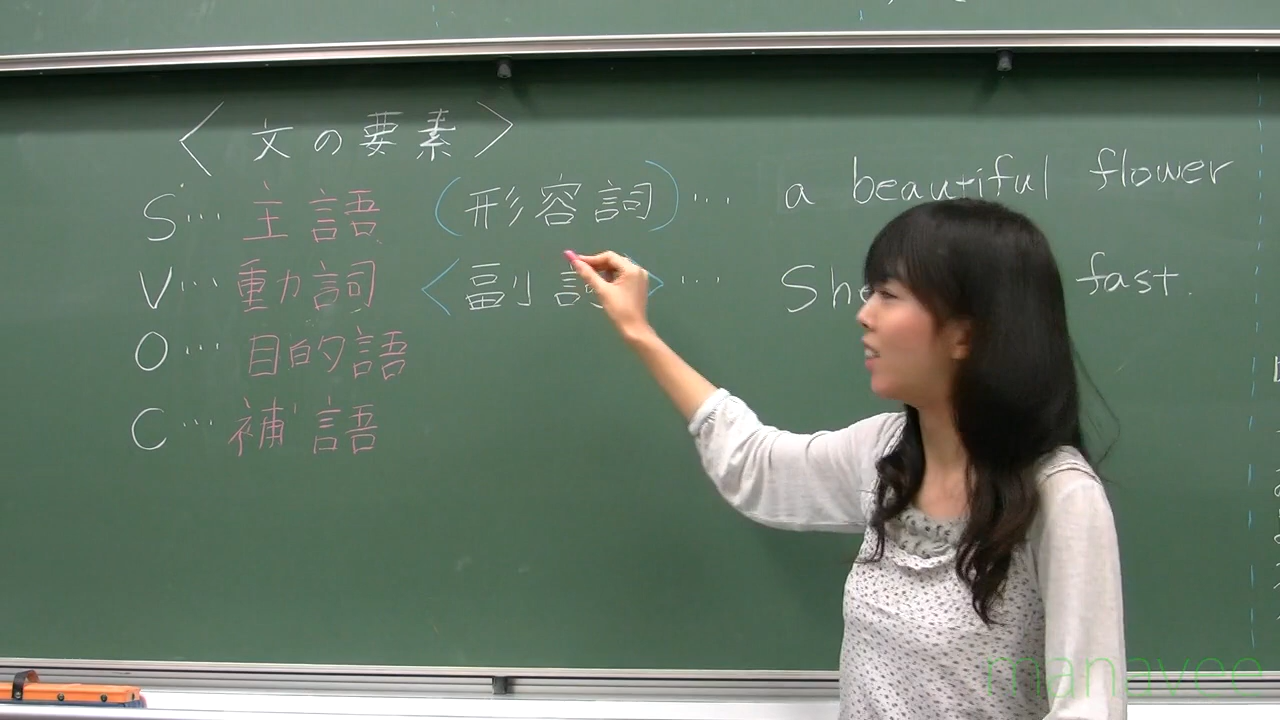 〈文の要素〉
S… 主語 (形容詞)… a beautiful flower
V… 動詞 〈副詞〉… She fast.
O… 目的語
C… 補語
manavee